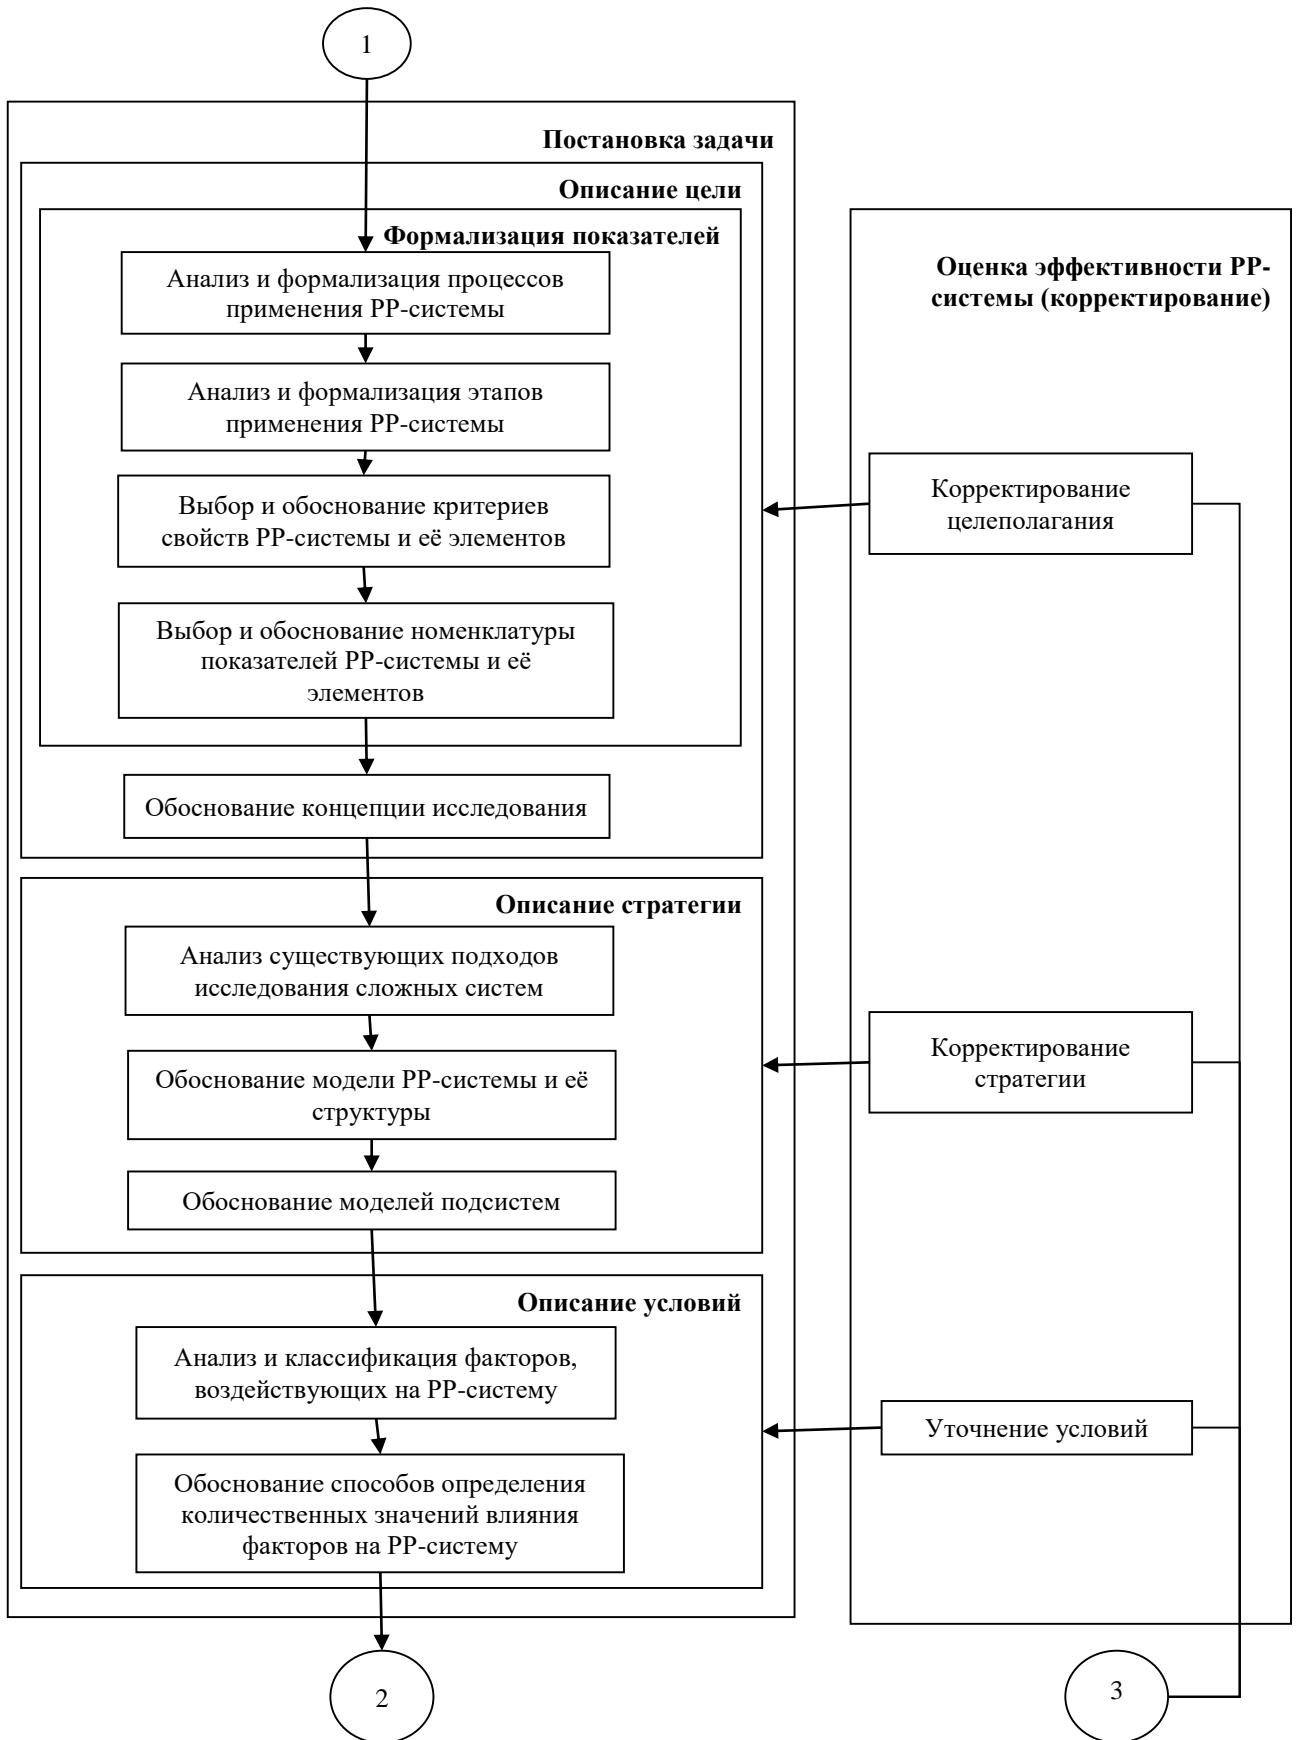 1
Постановка задачи
Описание цели
Формализация показателей
Анализ и формализация процессов
применения РР-системы
Анализ и формализация этапов
применения РР-системы
Выбор и обоснование критериев
свойств РР-системы и её элементов
Выбор и обоснование номенклатуры
показателей РР-системы и её
элементов
Обоснование концепции исследования
Описание стратегии
Анализ существующих подходов
исследования сложных систем
Обоснование модели РР-системы и её
структуры
Обоснование моделей подсистем
Описание условий
Анализ и классификация факторов,
воздействующих на РР-систему
Обоснование способов определения
количественных значений влияния
факторов на РР-систему
2
Оценка эффективности РР-
системы (корректирование)
Корректирование
целеполагания
Корректирование
стратегии
Уточнение условий
3